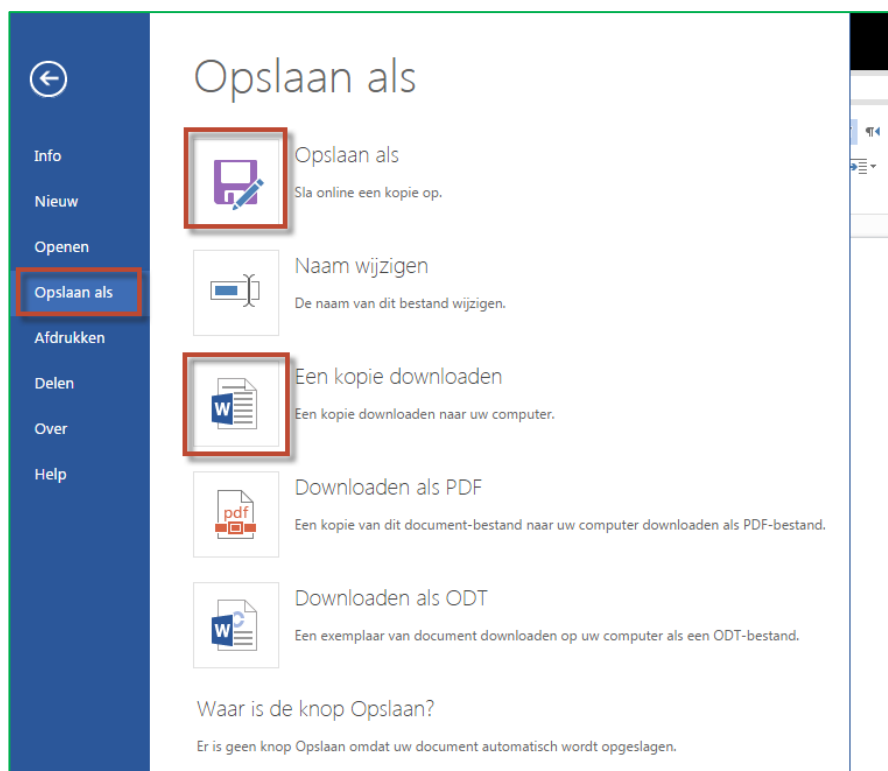 Opslaan als
Info
Nieuw
Openen
Opslaan als
Afdrukken
Delen
Over
Help
Opslaan als
Sla online een kopie op.
Naam wijzigen
De naam van dit bestand wijzigen.
W
Een kopie downloaden
Een kopie downloaden naar uw computer.
pdf
Downloaden als PDF
Een kopie van dit document-bestand naar uw computer downloaden als PDF-bestand.
W
Downloaden als ODT
Een exemplaar van document downloaden op uw computer als een ODT-bestand.
Waar is de knop Opslaan?
Er is geen knop Opslaan omdat uw document automatisch wordt opgeslagen.